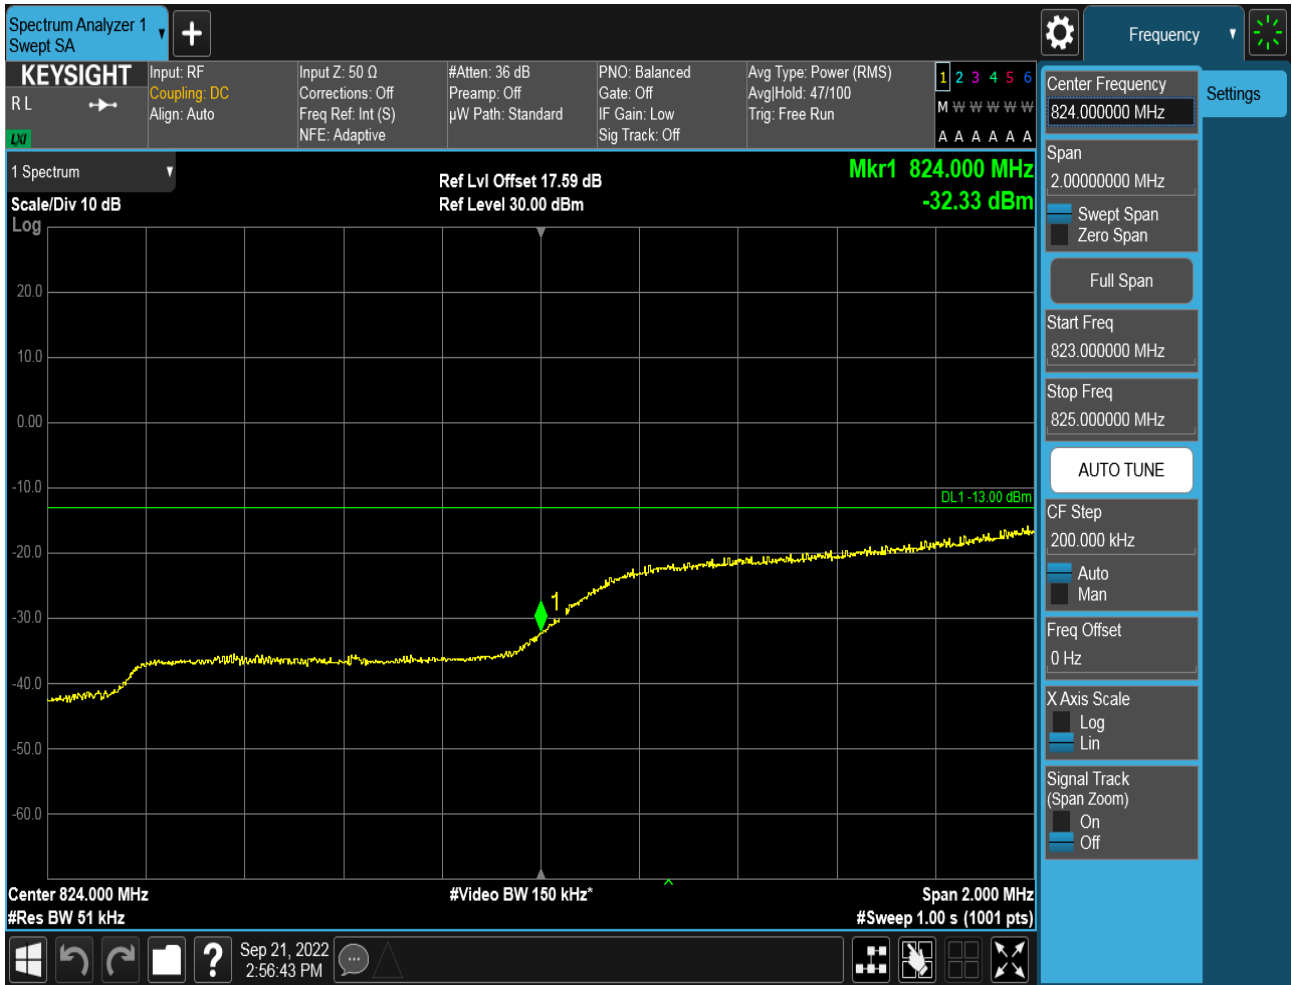 Spectrum Analyzer 1
Swept SA
Frequency
KEYSIGHT
R L
LXI
Input: RF
Coupling: DC
Align: Auto
Input Z: 50 Ω
Corrections: Off
Freq Ref: Int (S)
NFE: Adaptive
#Atten: 36 dB
Preamp: Off
µW Path: Standard
PNO: Balanced
Gate: Off
IF Gain: Low
Sig Track: Off
Avg Type: Power (RMS)
Avg|Hold: 47/100
Trig: Free Run
1 2 3 4 5 6
M W W W W W
A A A A A A
1 Spectrum
Scale/Div 10 dB
Log
Ref Lvl Offset 17.59 dB
Ref Level 30.00 dBm
Mkr1 824.000 MHz
-32.33 dBm
20.0
10.0
0.00
-10.0
-20.0
-30.0
-40.0
-50.0
-60.0
DL1 -13.00 dBm
1
Center 824.000 MHz
#Res BW 51 kHz
#Video BW 150 kHz*
Span 2.000 MHz
#Sweep 1.00 s (1001 pts)
Sep 21, 2022
2:56:43 PM
Center Frequency
824.000000 MHz
Settings
Span
2.00000000 MHz
Swept Span
Zero Span
Full Span
Start Freq
823.000000 MHz
Stop Freq
825.000000 MHz
AUTO TUNE
CF Step
200.000 kHz
Auto
Man
Freq Offset
0 Hz
X Axis Scale
Log
Lin
Signal Track
(Span Zoom)
On
Off